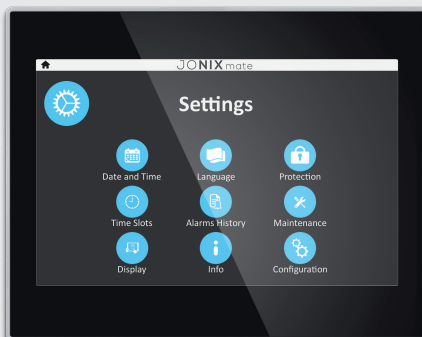 JONIX mate
Settings
Date and Time Language Protection
Time Slots Alarms History Maintenance
Display Info Configuration